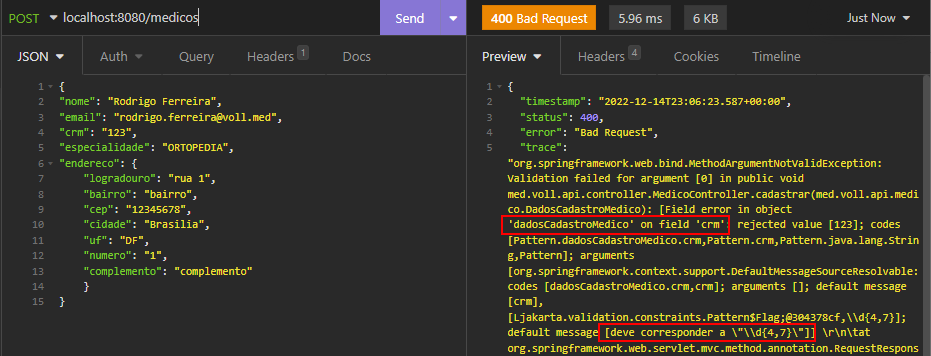 POST localhost:8080/medicos Send 400 Bad Request 5.96 ms 6 KB Just Now
JSON Auth Query Headers 1 Docs Preview Headers 4 Cookies Timeline
1 {
2 "nome": "Rodrigo Ferreira",
3 "email": "rodrigo.ferreira@voll.med",
4 "crm": "123",
5 "especialidade": "ORTOPEDIA",
6 "endereco": {
7 "logradouro": "rua 1",
8 "bairro": "bairro",
9 "cep": "12345678",
10 "cidade": "Brasilia",
11 "uf": "DF",
12 "numero": "1",
13 "complemento": "complemento"
14 }
15 }
1 {
2 "timestamp": "2022-12-14T23:06:23.587+00:00",
3 "status": 400,
4 "error": "Bad Request",
5 "trace":
"org.springframework.web.bind.MethodArgumentNotValidException:
Validation failed for argument [0] in public void
med.voll.api.controller.MedicoController.cadastrar(med.voll.api.medi
co.DadosCadastroMedico): [Field error in object
'dadosCadastroMedico' on field 'crm': rejected value [123]; codes
[Pattern.dadosCadastroMedico.crm,Pattern.crm,Pattern.java.lang.Strin
g,Pattern]; arguments
[org.springframework.context.support.DefaultMessageSourceResolvable:
codes [dadosCadastroMedico.crm,crm]; arguments []; default message
[crm],
[Ljakarta.validation.constraints.Pattern$Flag;@304378cf,\\d{4,7}];
default message [deve corresponder a \"\\d{4,7}\"]] \r\n\tat
org.springframework.web.servlet.mvc.method.annotation.RequestRespons